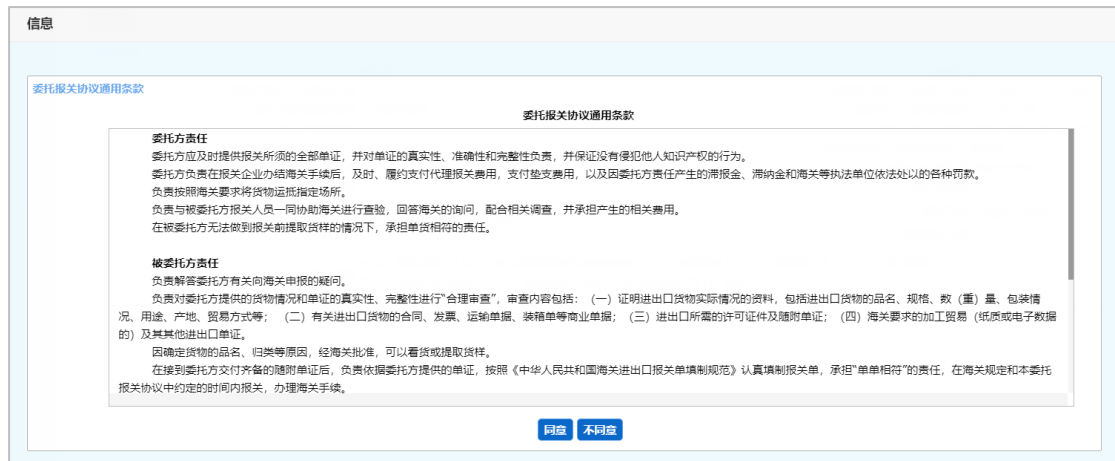 信息
委托报关协议通用条款
委托报关协议通用条款
委托方责任
委托方应及时提供报关所须的全部单证，并对单证的真实性、准确性和完整性负责，并保证没有侵犯他人知识产权的行为。
委托方负责在报关企业办结海关手续后，及时、履约支付代理报关费用，支付垫支费用，以及因委托方责任产生的滞报金、滞纳金和海关等执法单位依法处以的各种罚款。
负责按照海关要求将货物运抵指定场所。
负责与被委托方报关人员一同协助海关进行查验，回答海关的询问，配合相关调查，并承担产生的相关费用。
在被委托方无法做到报关前提取货样的情况下，承担单货相符的责任。
被委托方责任
负责解答委托方有关向海关申报的疑问。
负责对委托方提供的货物情况和单证的真实性、完整性进行“合理审查”，审查内容包括：（一）证明进出口货物实际情况的资料，包括进出口货物的品名、规格、数（重）量、包装情
况、用途、产地、贸易方式等；（二）有关进出口货物的合同、发票、运输单据、装箱单等商业单据；（三）进出口所需的许可证件及随附单证；（四）海关要求的加工贸易（纸质或电子数据
的）及其其他进出口单证。
因确定货物的品名、归类等原因，经海关批准，可以看货或提取货样。
在接到委托方交付齐备的随附单证后，负责依据委托方提供的单证，按照《中华人民共和国海关进出口报关单填制规范》认真填制报关单，承担“单单相符”的责任，在海关规定和本委托
报关协议中约定的时间内报关，办理海关手续。
同意 不同意